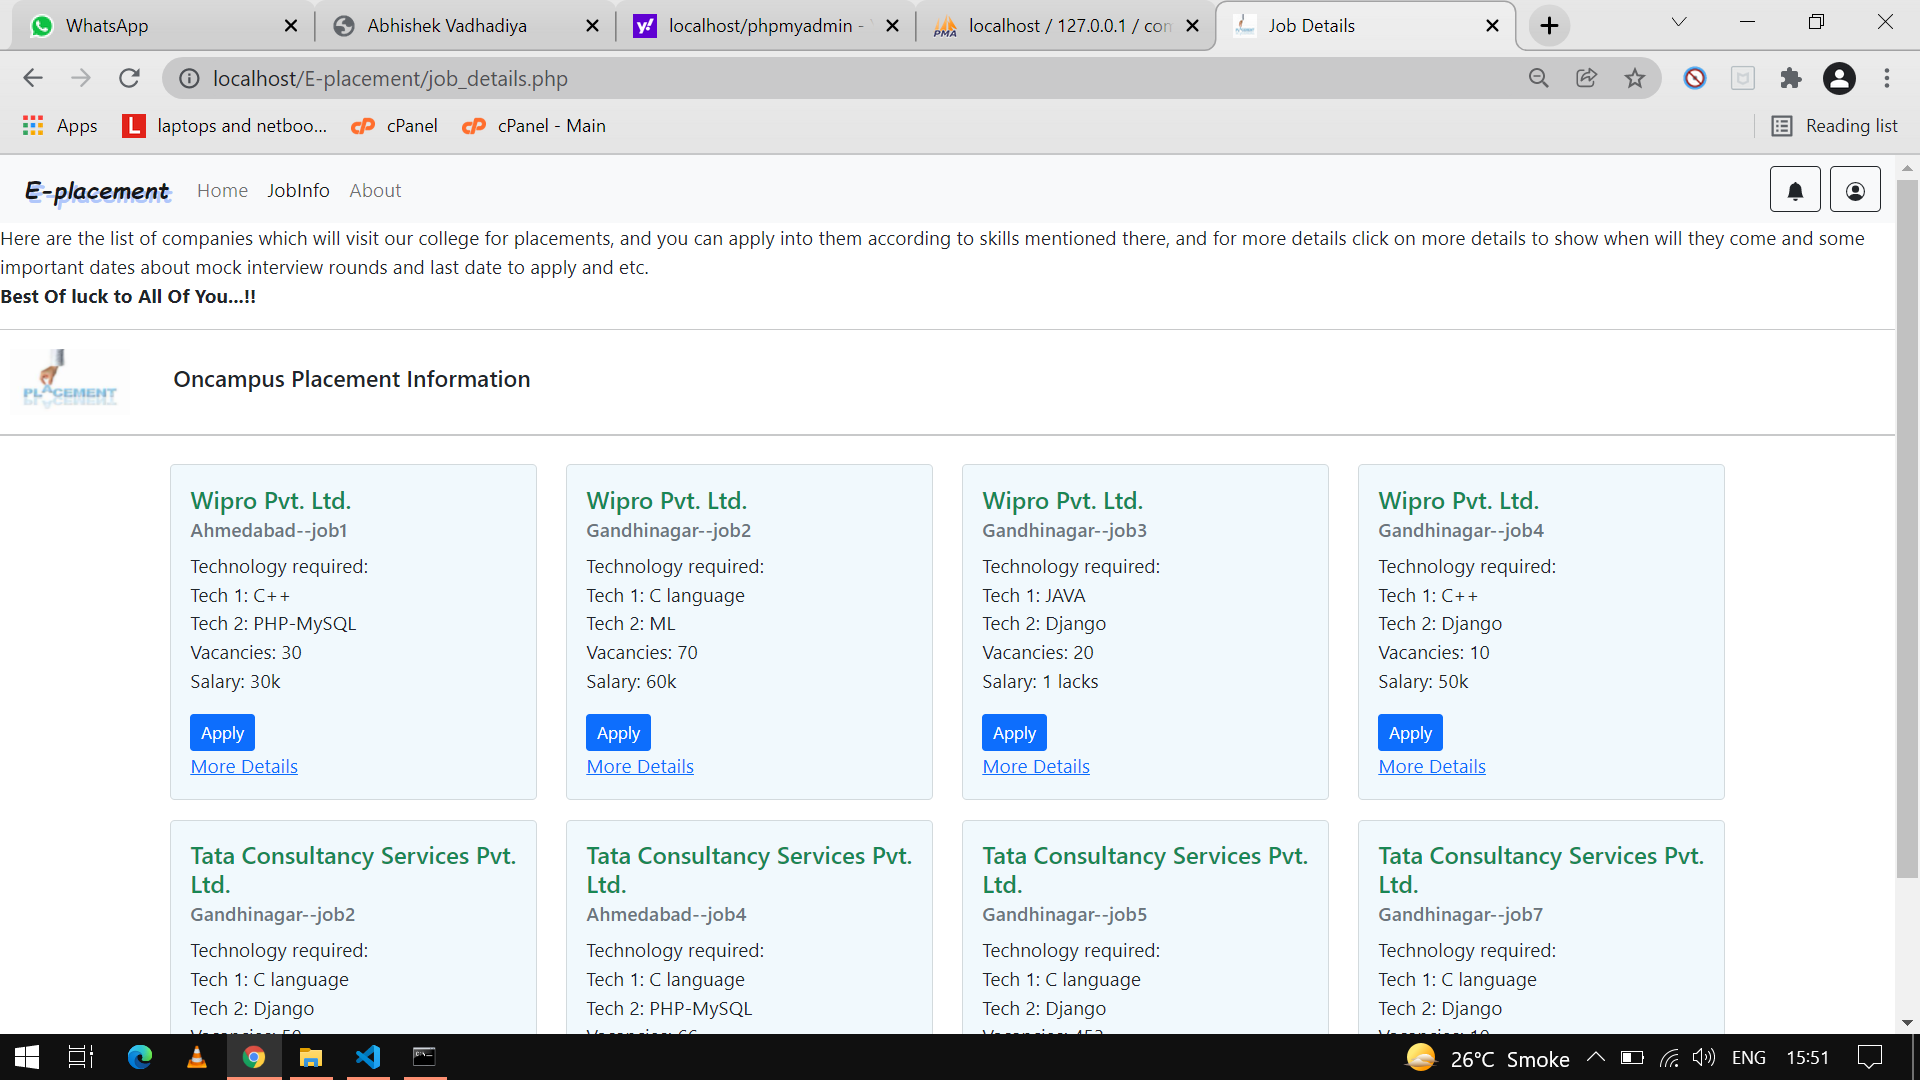 WhatsApp
Abhishek Vadhadiya
localhost/phpmyadmin -
localhost / 127.0.0.1 / con
Job Details
localhost/E-placement/job_details.php
Apps
laptops and netboo...
cPanel
cPanel - Main
Reading list
E-placement
Home
JobInfo
About
Here are the list of companies which will visit our college for placements, and you can apply into them according to skills mentioned there, and for more details click on more details to show when will they come and some
important dates about mock interview rounds and last date to apply and etc.
Best Of luck to All Of You...!!
PLACEMENT
Oncampus Placement Information
Wipro Pvt. Ltd.
Ahmedabad--job1
Technology required:
Tech 1: C++
Tech 2: PHP-MySQL
Vacancies: 30
Salary: 30k
Apply
More Details
Wipro Pvt. Ltd.
Gandhinagar--job2
Technology required:
Tech 1: C language
Tech 2: ML
Vacancies: 70
Salary: 60k
Apply
More Details
Wipro Pvt. Ltd.
Gandhinagar--job3
Technology required:
Tech 1: JAVA
Tech 2: Django
Vacancies: 20
Salary: 1 lacks
Apply
More Details
Wipro Pvt. Ltd.
Gandhinagar--job4
Technology required:
Tech 1: C++
Tech 2: Django
Vacancies: 10
Salary: 50k
Apply
More Details
Tata Consultancy Services Pvt.
Ltd.
Gandhinagar--job2
Technology required:
Tech 1: C language
Tech 2: Django
Vacancies: 50
Tata Consultancy Services Pvt.
Ltd.
Ahmedabad--job4
Technology required:
Tech 1: C language
Tech 2: PHP-MySQL
Vacancies: 66
Tata Consultancy Services Pvt.
Ltd.
Gandhinagar--job5
Technology required:
Tech 1: C language
Tech 2: Django
Vacancies:
Tata Consultancy Services Pvt.
Ltd.
Gandhinagar--job7
Technology required:
Tech 1: C language
Tech 2: Django
Vacancies: 10
26°C Smoke
ENG
15:51